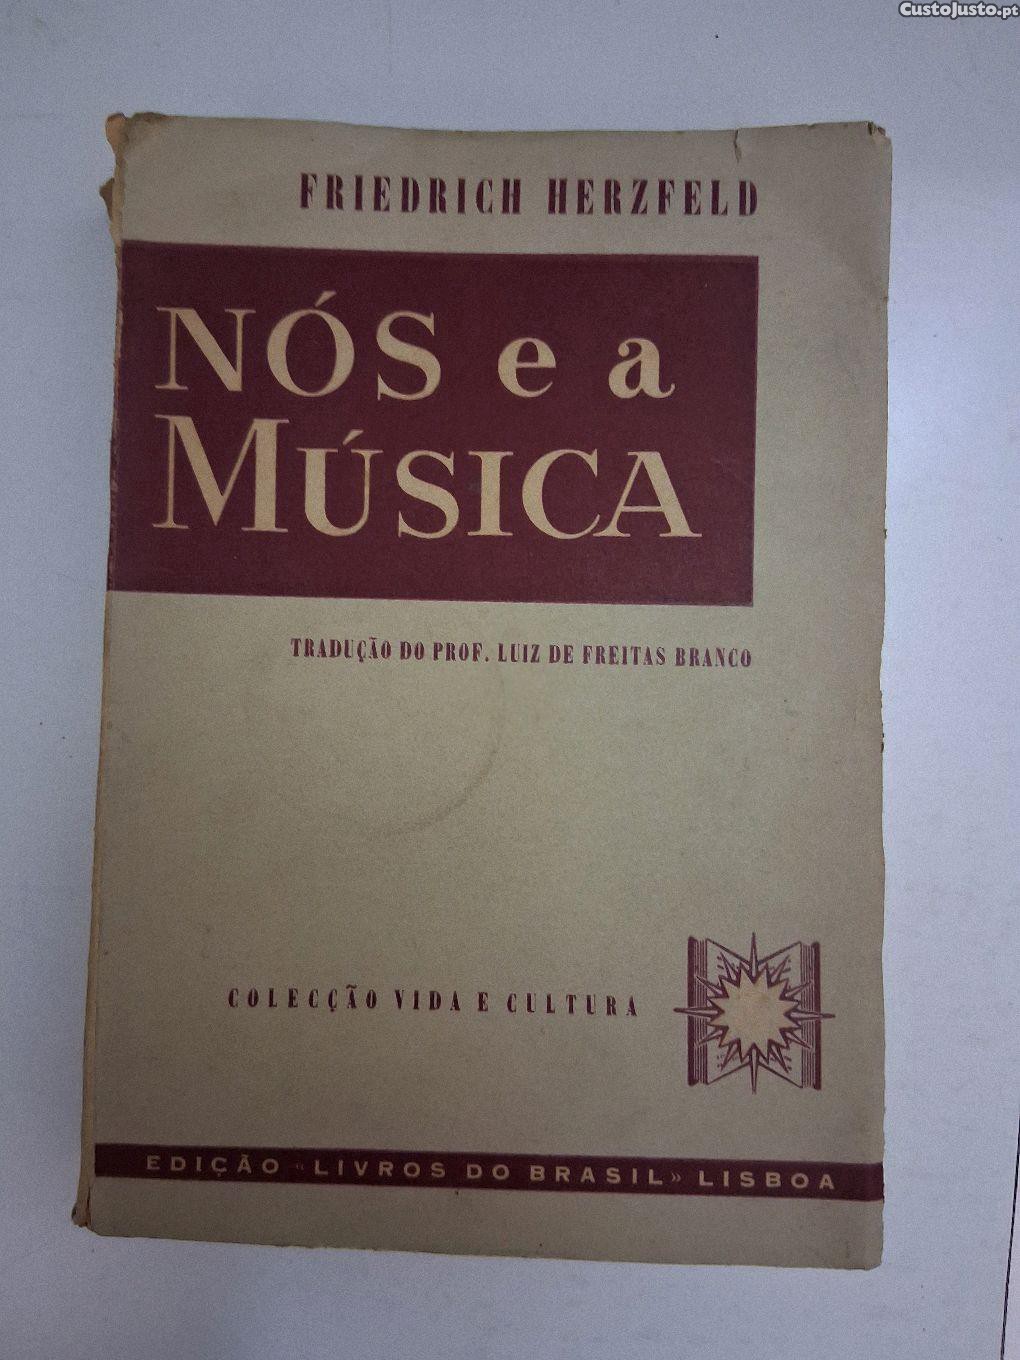 CustoJusto.pt
FRIEDRICH HERZFELD
NÓS e a
MÚSICA
TRADUÇÃO DO PROF. LUIZ DE FREITAS BRANCO
COLECÇÃO VIDA E CULTURA
EDIÇÃO «LIVROS DO BRASIL» LISBOA